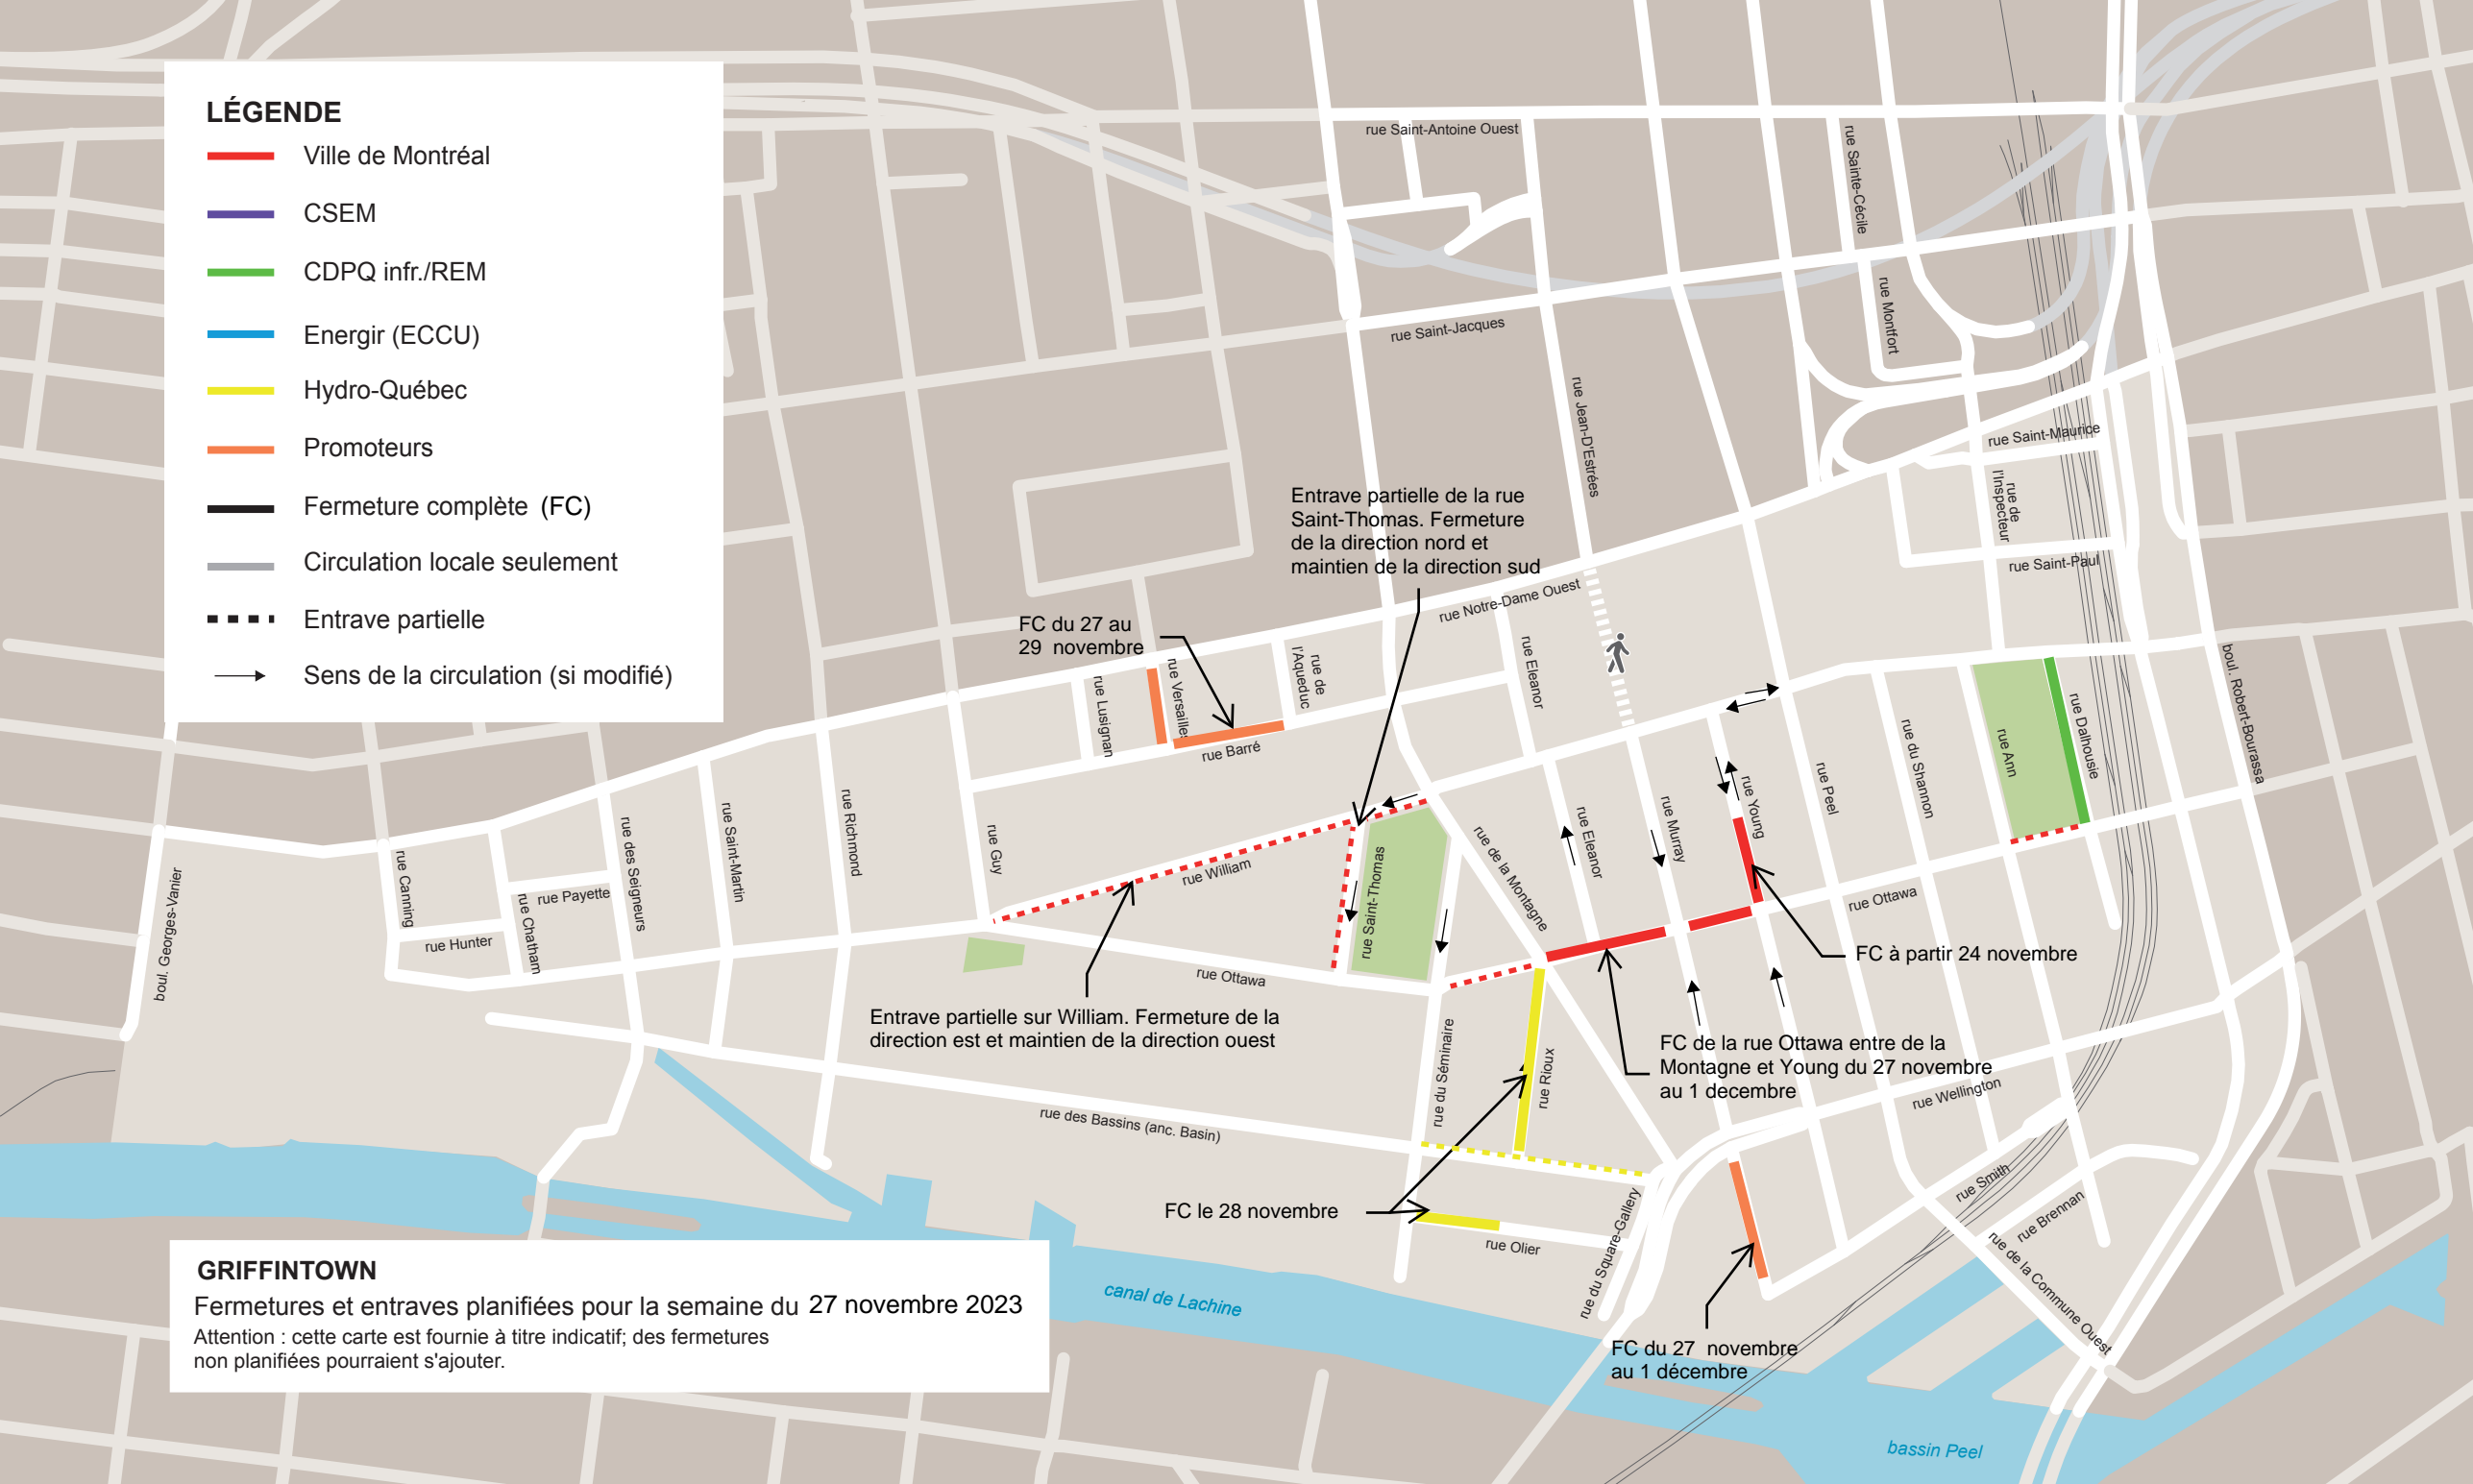 LÉGENDE
Ville de Montréal
CSEM
CDPQ infr./REM
Energir (ECCU)
Hydro-Québec
Promoteurs
Fermeture complète (FC)
Circulation locale seulement
Entrave partielle
Sens de la circulation (si modifié)
rue Saint-Antoine Ouest
rue Sainte-Cécile
rue Montfort
rue Saint-Jacques
rue Jean-D'Estrées
rue Saint-Maurice
rue de
l'Inspecteur
rue Saint-Paul
Entrave partielle de la rue
Saint-Thomas. Fermeture
de la direction nord et
maintien de la direction sud
rue Notre-Dame Ouest
FC du 27 au
29 novembre
rue Lusignan
rue Versailles
rue de
l'Aqueduc
rue Barré
rue Eleanor
boul. Robert-Bourassa
rue Dalhousie
rue Ann
rue du Shannon
rue Peel
rue Young
rue Murray
rue Eleanor
rue de la Montagne
rue Saint-Thomas
rue William
rue Guy
rue Richmond
rue Saint-Martin
rue des Seigneurs
rue Payette
rue Chatham
rue Canning
rue Hunter
boul. Georges-Vanier
rue Ottawa
rue Ottawa
FC à partir 24 novembre
Entrave partielle sur William. Fermeture de la
direction est et maintien de la direction ouest
FC de la rue Ottawa entre de la
Montagne et Young du 27 novembre
au 1 decembre
rue du Séminaire
rue Rioux
rue Wellington
rue des Bassins (anc. Basin)
FC le 28 novembre
rue Olier
rue du Square-Gallery
rue Smith
rue Brennan
rue de la Commune Ouest
FC du 27 novembre
au 1 décembre
canal de Lachine
bassin Peel
GRIFFINTOWN
Fermetures et entraves planifiées pour la semaine du 27 novembre 2023
Attention : cette carte est fournie à titre indicatif; des fermetures
non planifiées pourraient s'ajouter.